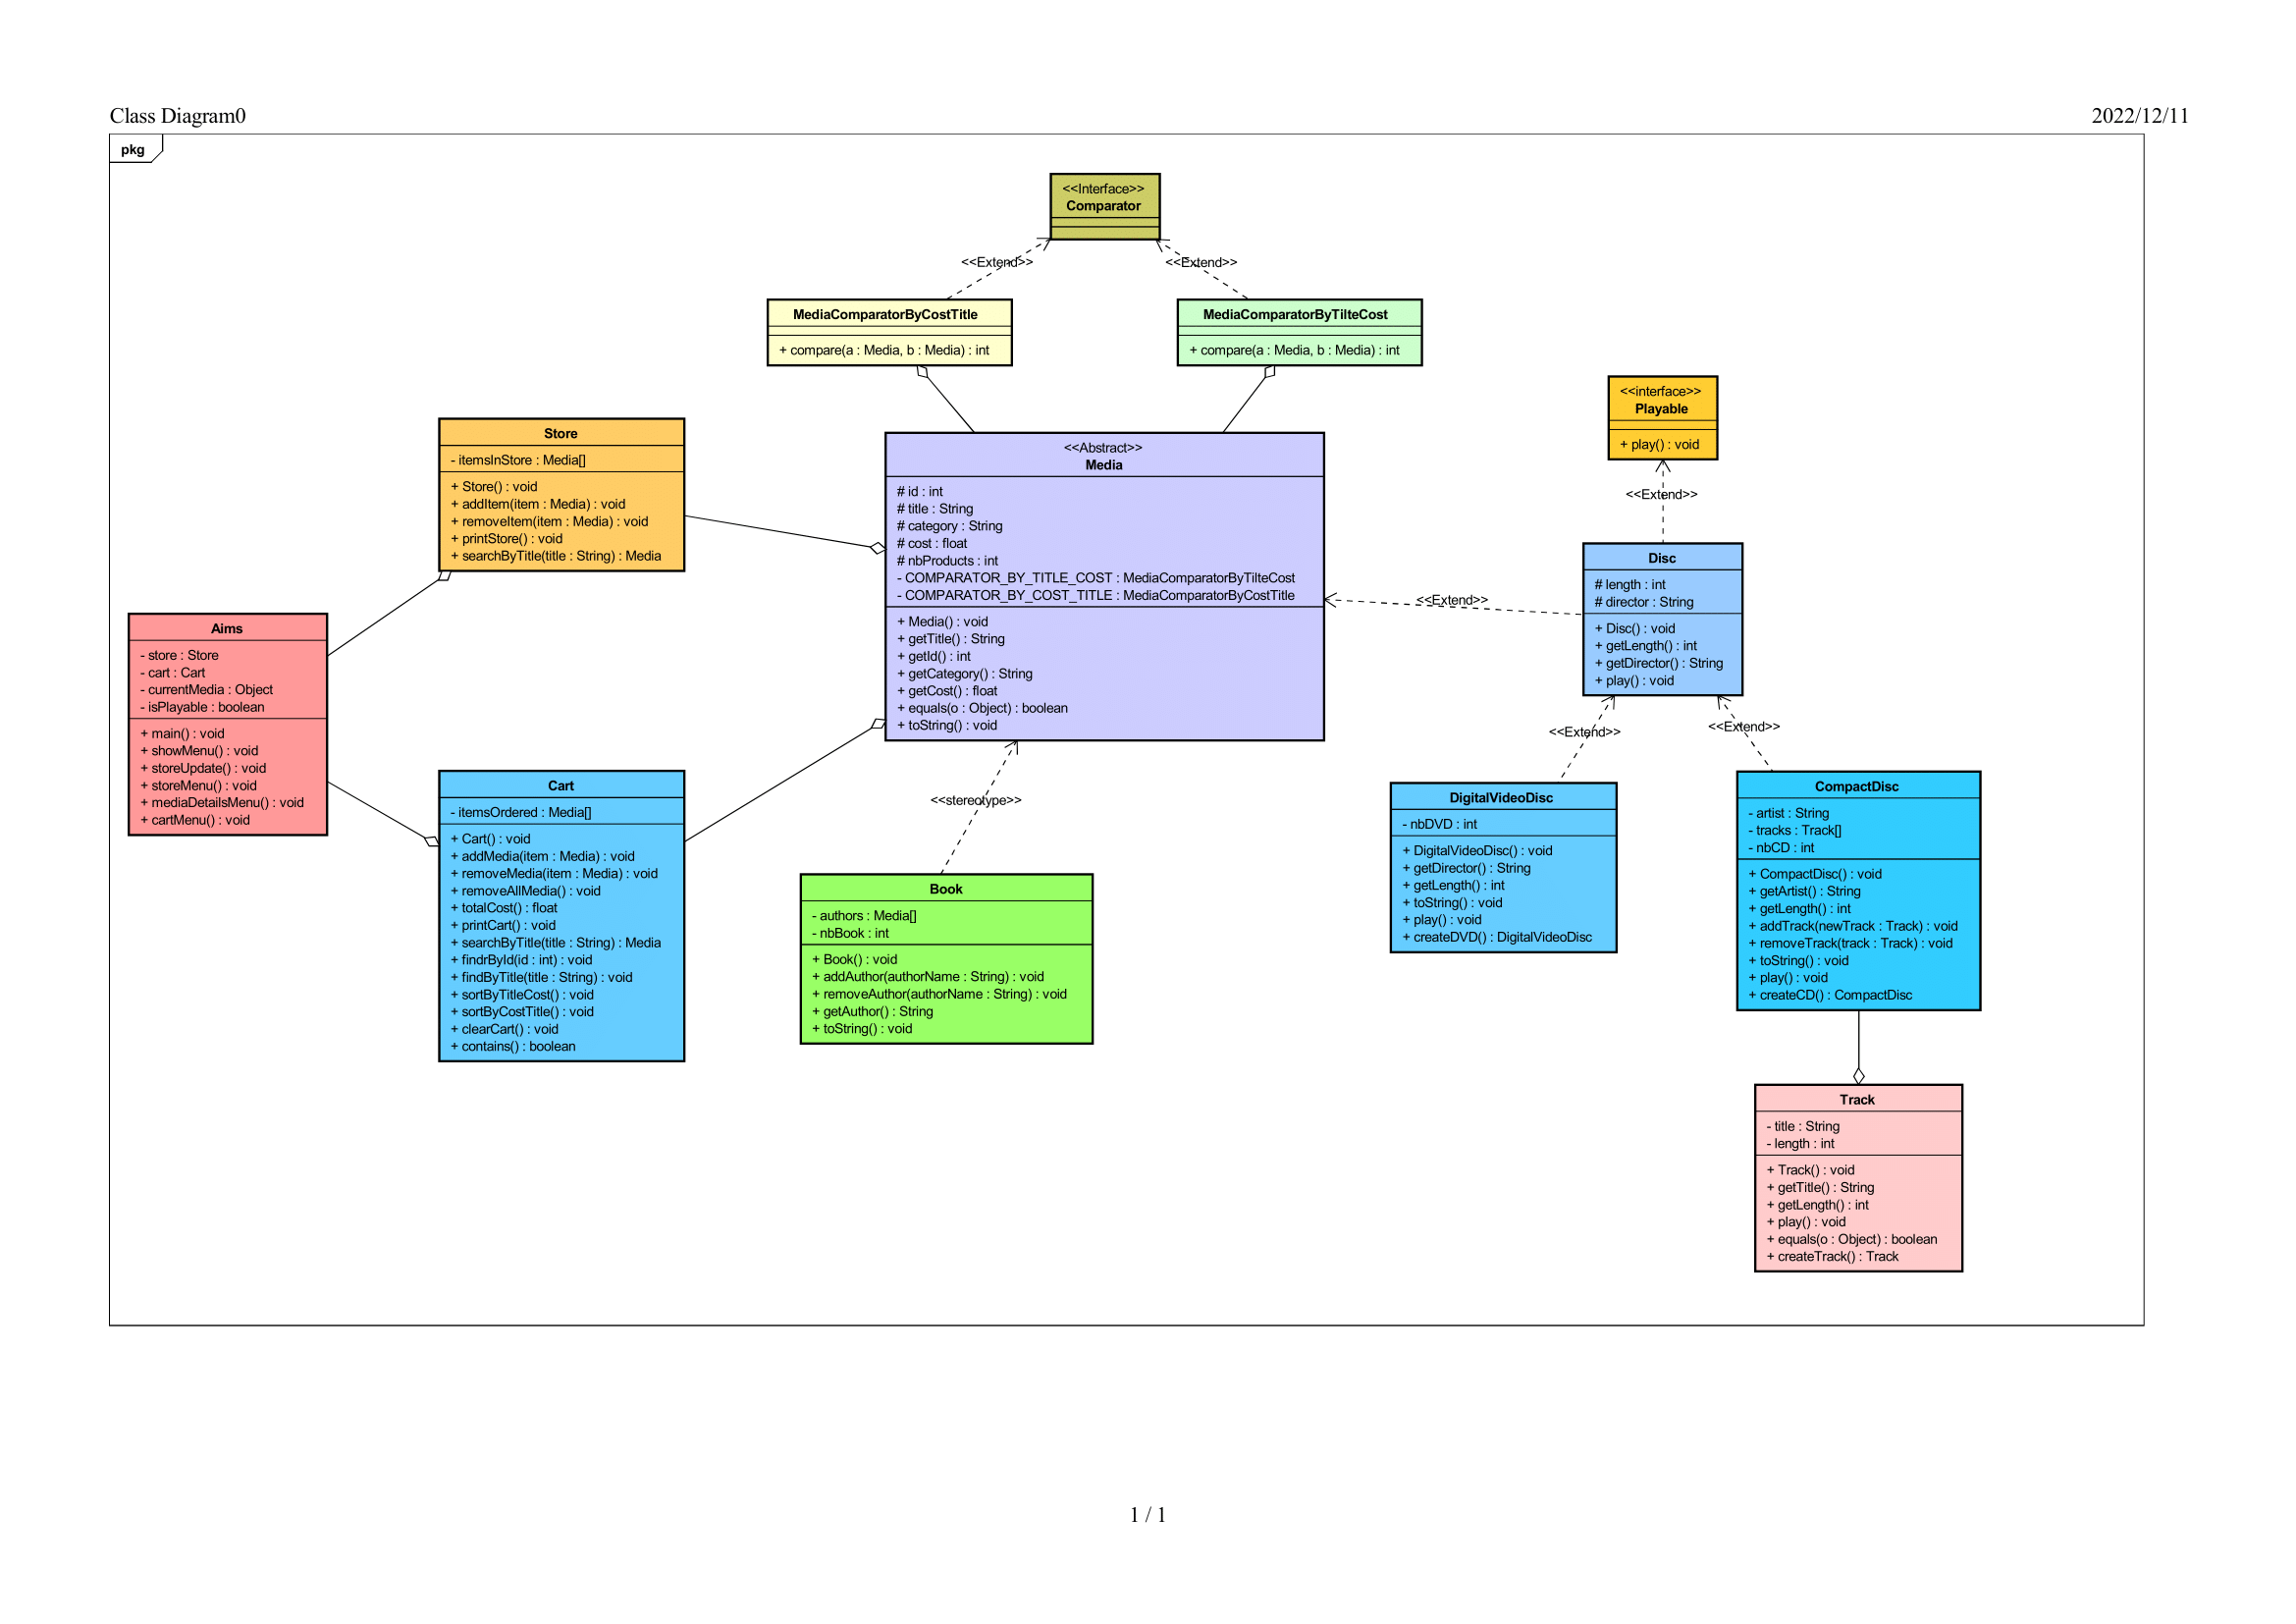 Class Diagram0
2022/12/11
pkg
<<Interface>>
Comparator
<<Extend>>
<<Extend>>
MediaComparatorByCostTitle
+ compare(a : Media, b : Media) : int
MediaComparatorByTilteCost
+ compare(a : Media, b : Media) : int
<<interface>>
Playable
+ play() : void
<<Extend>>
Store
- itemsInStore : Media[]
+ Store() : void
+ addItem(item : Media) : void
+ removeItem(item : Media) : void
+ printStore() : void
+ searchByTitle(title : String) : Media
<<Abstract>>
Media
# id : int
# title : String
# category : String
# cost : float
# nbProducts : int
- COMPARATOR_BY_TITLE_COST : MediaComparatorByTilteCost
- COMPARATOR_BY_COST_TITLE : MediaComparatorByCostTitle
+ Media() : void
+ getTitle() : String
+ getId() : int
+ getCategory() : String
+ getCost() : float
+ equals(o : Object) : boolean
+ toString() : void
<<Extend>>
Disc
# length : int
# director : String
+ Disc() : void
+ getLength() : int
+ getDirector() : String
+ play() : void
Aims
- store : Store
- cart : Cart
- currentMedia : Object
- isPlayable : boolean
+ main() : void
+ showMenu() : void
+ storeUpdate() : void
+ storeMenu() : void
+ mediaDetailsMenu() : void
+ cartMenu() : void
<<Extend>>
<<Extend>>
Cart
- itemsOrdered : Media[]
+ Cart() : void
+ addMedia(item : Media) : void
+ removeMedia(item : Media) : void
+ removeAllMedia() : void
+ totalCost() : float
+ printCart() : void
+ searchByTitle(title : String) : Media
+ findrById(id : int) : void
+ findByTitle(title : String) : void
+ sortByTitleCost() : void
+ sortByCostTitle() : void
+ clearCart() : void
+ contains() : boolean
<<stereotype>>
Book
- authors : Media[]
- nbBook : int
+ Book() : void
+ addAuthor(authorName : String) : void
+ removeAuthor(authorName : String) : void
+ getAuthor() : String
+ toString() : void
DigitalVideoDisc
- nbDVD : int
+ DigitalVideoDisc() : void
+ getDirector() : String
+ getLength() : int
+ toString() : void
+ play() : void
+ createDVD() : DigitalVideoDisc
CompactDisc
- artist : String
- tracks : Track[]
- nbCD : int
+ CompactDisc() : void
+ getArtist() : String
+ getLength() : int
+ addTrack(newTrack : Track) : void
+ removeTrack(track : Track) : void
+ toString() : void
+ play() : void
+ createCD() : CompactDisc
Track
- title : String
- length : int
+ Track() : void
+ getTitle() : String
+ getLength() : int
+ play() : void
+ equals(o : Object) : boolean
+ createTrack() : Track
1 / 1